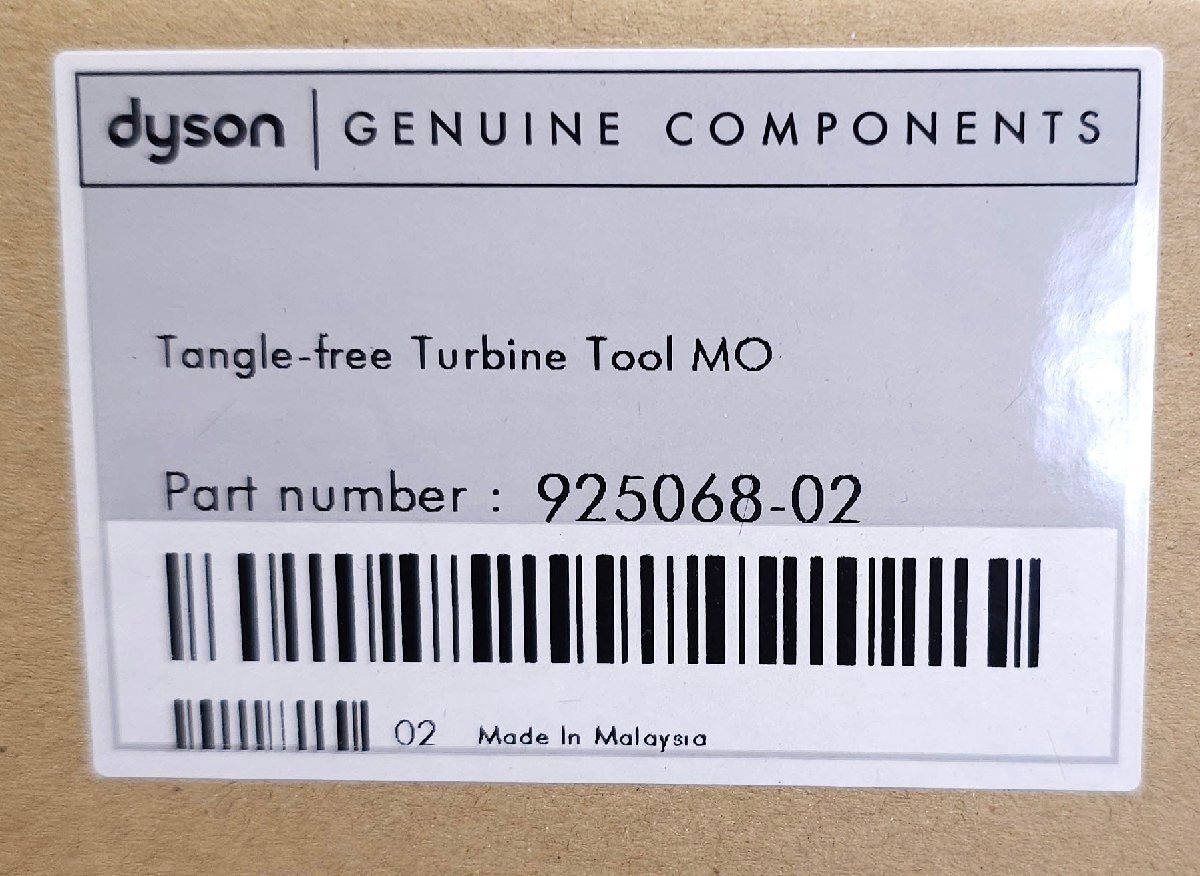 dyson | GENUINE COMPONENTS
Tangle-free Turbine Tool MO
Part number : 925068-02
02 Made In Malaysia